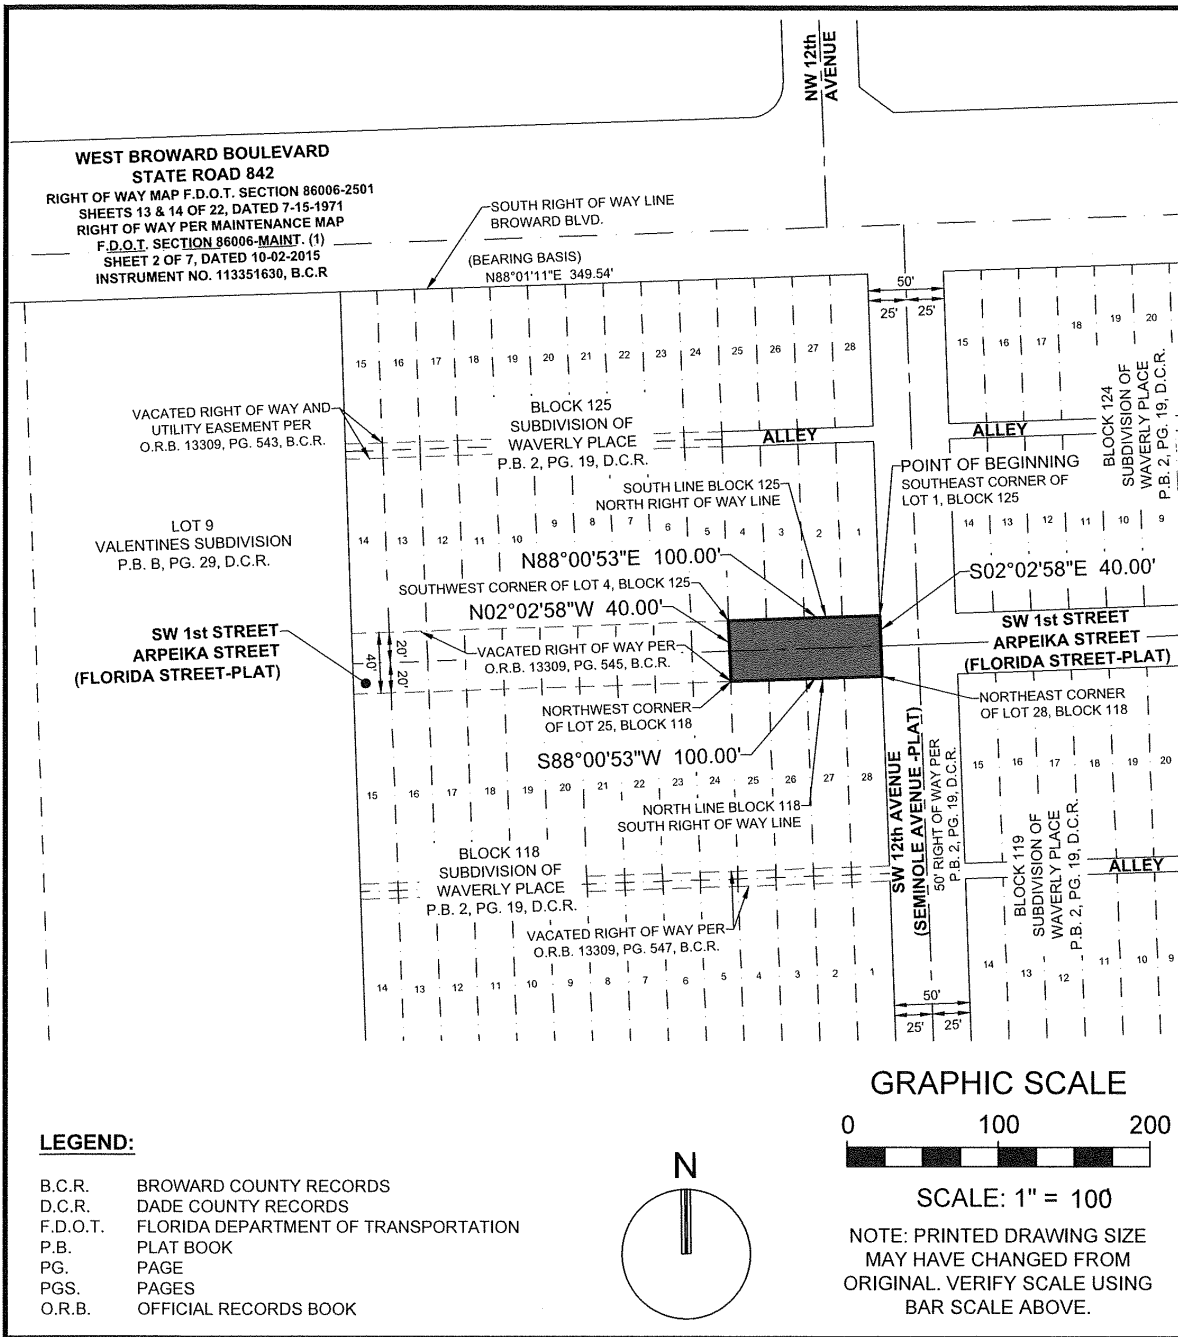 NW 12th
AVENUE
WEST BROWARD BOULEVARD
STATE ROAD 842
RIGHT OF WAY MAP F.D.O.T. SECTION 86006-2501
SHEETS 13 & 14 OF 22, DATED 7-15-1971
RIGHT OF WAY PER MAINTENANCE MAP
F.D.O.T. SECTION 86006-MAINT. (1)
SHEET 2 OF 7, DATED 10-02-2015
INSTRUMENT NO. 113351630, B.C.R
SOUTH RIGHT OF WAY LINE
BROWARD BLVD.
(BEARING BASIS)
N88°01'11"E 349.54'
50'
25' 25'
15 16 17 18 19 20 21 22 23 24 25 26 27 28
15 16 17 18 19 20
BLOCK 124
SUBDIVISION OF
WAVERLY PLACE
P.B. 2, PG. 19, D.C.R.
VACATED RIGHT OF WAY AND
UTILITY EASEMENT PER
O.R.B. 13309, PG. 543, B.C.R.
BLOCK 125
SUBDIVISION OF
WAVERLY PLACE
P.B. 2, PG. 19, D.C.R.
ALLEY
ALLEY
POINT OF BEGINNING
SOUTHEAST CORNER OF
LOT 1, BLOCK 125
SOUTH LINE BLOCK 125
NORTH RIGHT OF WAY LINE
LOT 9
VALENTINES SUBDIVISION
P.B. B, PG. 29, D.C.R.
14 13 12 11 10 9 8 7 6 5 4 3 2 1
14 13 12 11 10 9
N88°00'53"E 100.00'
S02°02'58"E 40.00'
SOUTHWEST CORNER OF LOT 4, BLOCK 125
N02°02'58"W 40.00'
SW 1st STREET
ARPEIKA STREET
(FLORIDA STREET-PLAT)
40'
20'
20'
VACATED RIGHT OF WAY PER
O.R.B. 13309, PG. 545, B.C.R.
SW 1st STREET
ARPEIKA STREET
(FLORIDA STREET-PLAT)
NORTHWEST CORNER
OF LOT 25, BLOCK 118
NORTHEAST CORNER
OF LOT 28, BLOCK 118
S88°00'53"W 100.00'
15 16 17 18 19 20 21 22 23 24 25 26 27 28
15 16 17 18 19 20
NORTH LINE BLOCK 118
SOUTH RIGHT OF WAY LINE
SW 12th AVENUE
(SEMINOLE AVENUE -PLAT)
50' RIGHT OF WAY PER
P.B. 2, PG. 19, D.C.R.
BLOCK 118
SUBDIVISION OF
WAVERLY PLACE
P.B. 2, PG. 19, D.C.R.
BLOCK 119
SUBDIVISION OF
WAVERLY PLACE
P.B. 2, PG. 19, D.C.R.
ALLEY
VACATED RIGHT OF WAY PER
O.R.B. 13309, PG. 547, B.C.R.
14 13 12 11 10 9 8 7 6 5 4 3 2 1
14 13 12 11 10 9
50'
25' 25'
GRAPHIC SCALE
0 100 200
SCALE: 1" = 100'
NOTE: PRINTED DRAWING SIZE
MAY HAVE CHANGED FROM
ORIGINAL. VERIFY SCALE USING
BAR SCALE ABOVE.
N
LEGEND:
B.C.R. BROWARD COUNTY RECORDS
D.C.R. DADE COUNTY RECORDS
F.D.O.T. FLORIDA DEPARTMENT OF TRANSPORTATION
P.B. PLAT BOOK
PG. PAGE
PGS. PAGES
O.R.B. OFFICIAL RECORDS BOOK